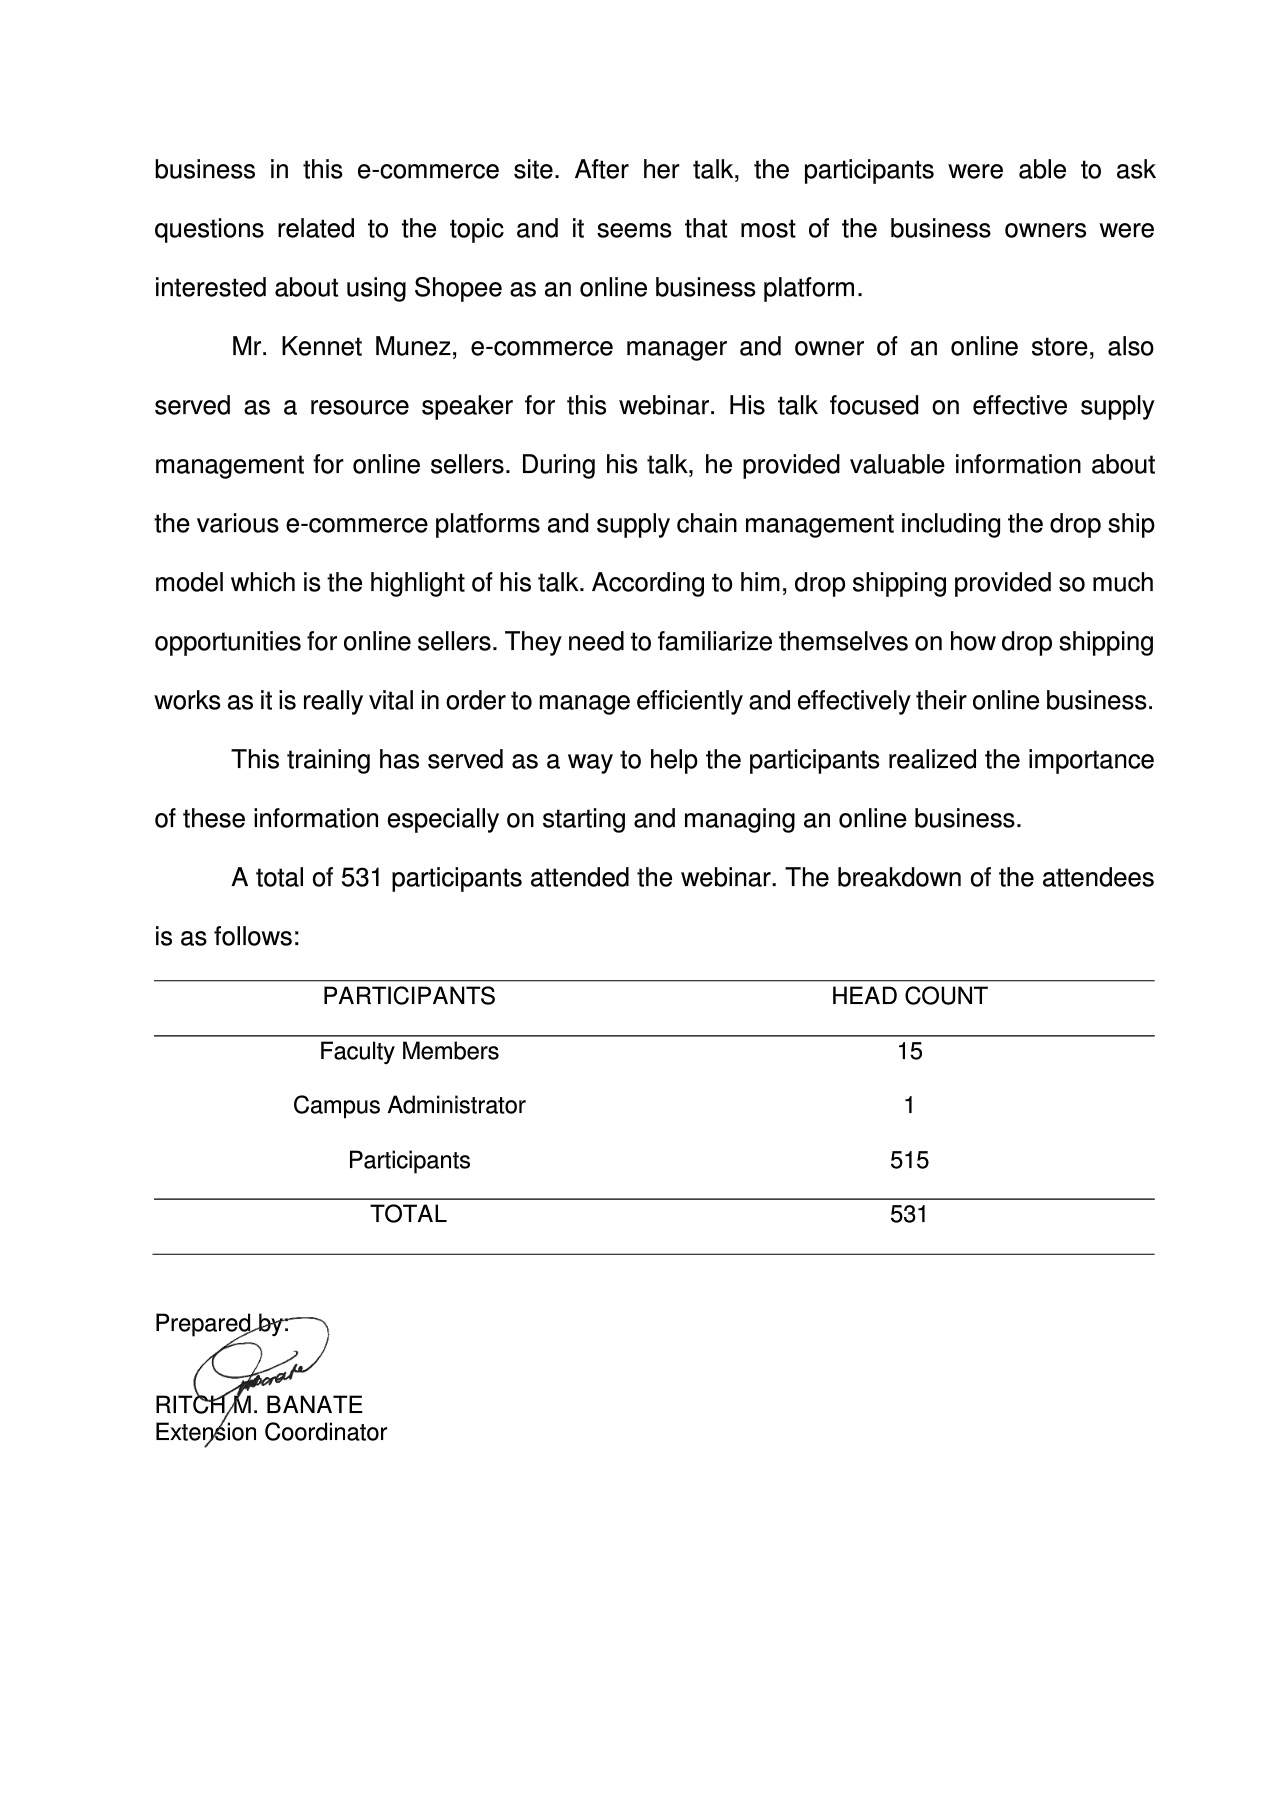 business in this e-commerce site. After her talk, the participants were able to ask
questions related to the topic and it seems that most of the business owners were
interested about using Shopee as an online business platform.
Mr. Kennet Munez, e-commerce manager and owner of an online store, also
served as a resource speaker for this webinar. His talk focused on effective supply
management for online sellers. During his talk, he provided valuable information about
the various e-commerce platforms and supply chain management including the drop ship
model which is the highlight of his talk. According to him, drop shipping provided so much
opportunities for online sellers. They need to familiarize themselves on how drop shipping
works as it is really vital in order to manage efficiently and effectively their online business.
This training has served as a way to help the participants realized the importance
of these information especially on starting and managing an online business.
A total of 531 participants attended the webinar. The breakdown of the attendees
is as follows:
PARTICIPANTS HEAD COUNT
Faculty Members 15
Campus Administrator 1
Participants 515
TOTAL 531
Prepared by:
RITCH M. BANATE
Extension Coordinator